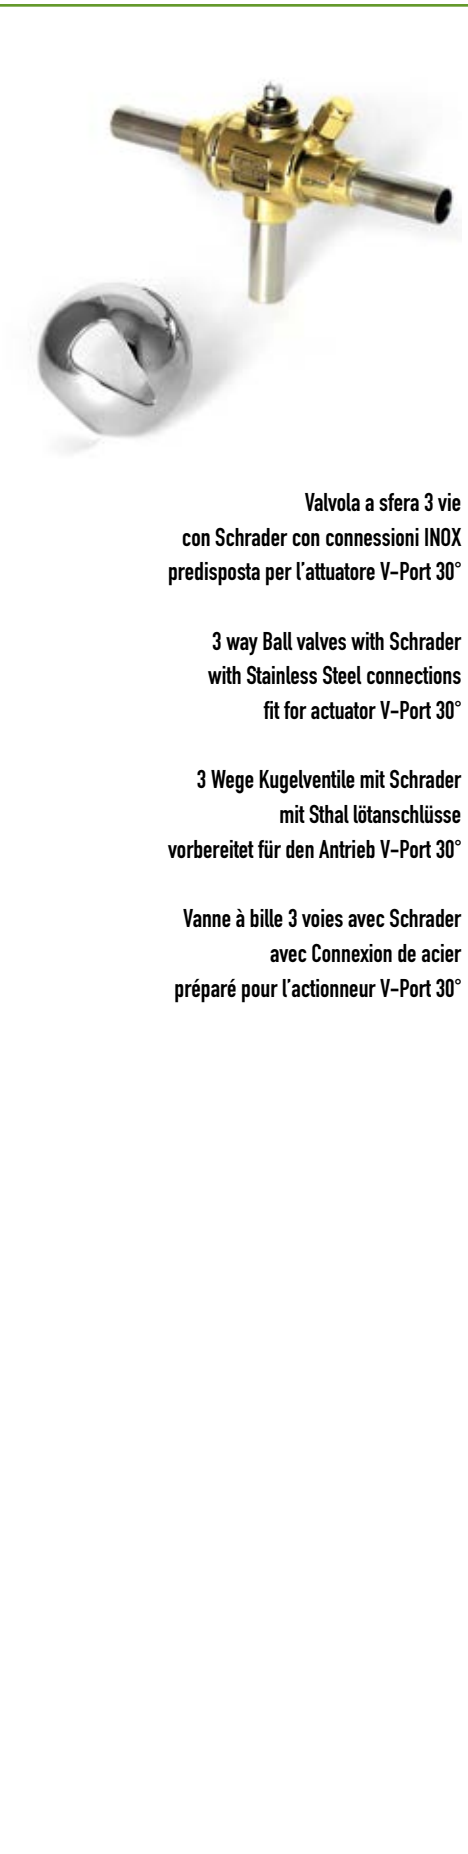 Valvola a sfera 3 vie
con Schrader con connessioni INOX
predisposta per l'attuatore V-Port 30°
3 way Ball valves with Schrader
with Stainless Steel connections
fit for actuator V-Port 30°
3 Wege Kugelventile mit Schrader
mit Sthal lötanschlüsse
vorbereitet für den Antrieb V-Port 30°
Vanne à bille 3 voies avec Schrader
avec Connexion de acier
préparé pour l'actionneur V-Port 30°